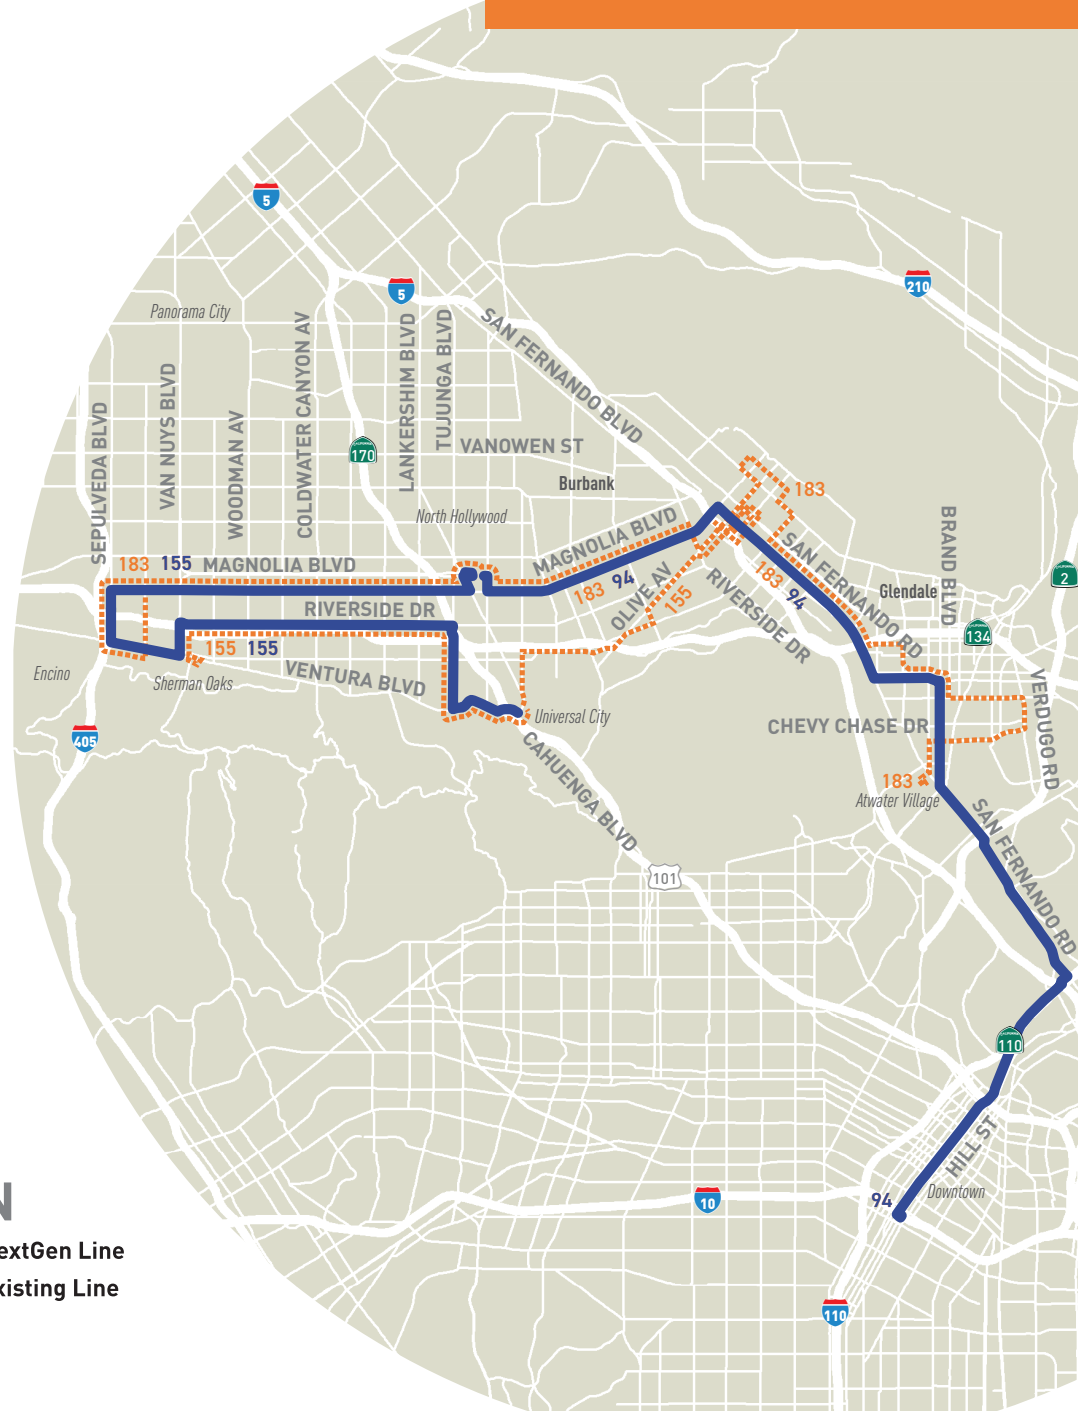 5
5
210
Panorama City
SAN FERNANDO BLVD
LANKERSHIM BLVD
TUJUNGA BLVD
COLDWATER CANYON AV
VAN NUYS BLVD
WOODMAN AV
SEPULVEDA BLVD
VANOWEN ST
CALIFORNIA
170
Burbank
183
North Hollywood
MAGNOLIA BLVD
BRAND BLVD
SAN FERNANDO RD
183 155 MAGNOLIA BLVD
183
94
OLIVE AV
155
183
94
RIVERSIDE DR
Glendale
CALIFORNIA
2
RIVERSIDE DR
CALIFORNIA
134
155 155
Encino
Sherman Oaks
VENTURA BLVD
Universal City
VERDUGO RD
CHEVY CHASE DR
405
CAHUENGA BLVD
183
Atwater Village
SAN FERNANDO RD
101
CALIFORNIA
110
HILL ST
N
94
Downtown
10
extGen Line
xisting Line
110